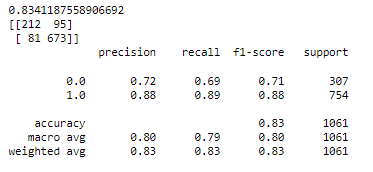 0.8341187558906692
[[212  95]
 [ 81 673]]
              precision    recall  f1-score   support

         0.0       0.72      0.69      0.71       307
         1.0       0.88      0.89      0.88       754

    accuracy                           0.83      1061
   macro avg       0.80      0.79      0.80      1061
weighted avg       0.83      0.83      0.83      1061